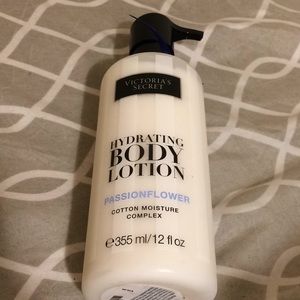 VICTORIA'S
SECRET
HYDRATING
BODY
LOTION
PASSIONFLOWER
COTTON MOISTURE
COMPLEX
℮355 ml/12 fl oz